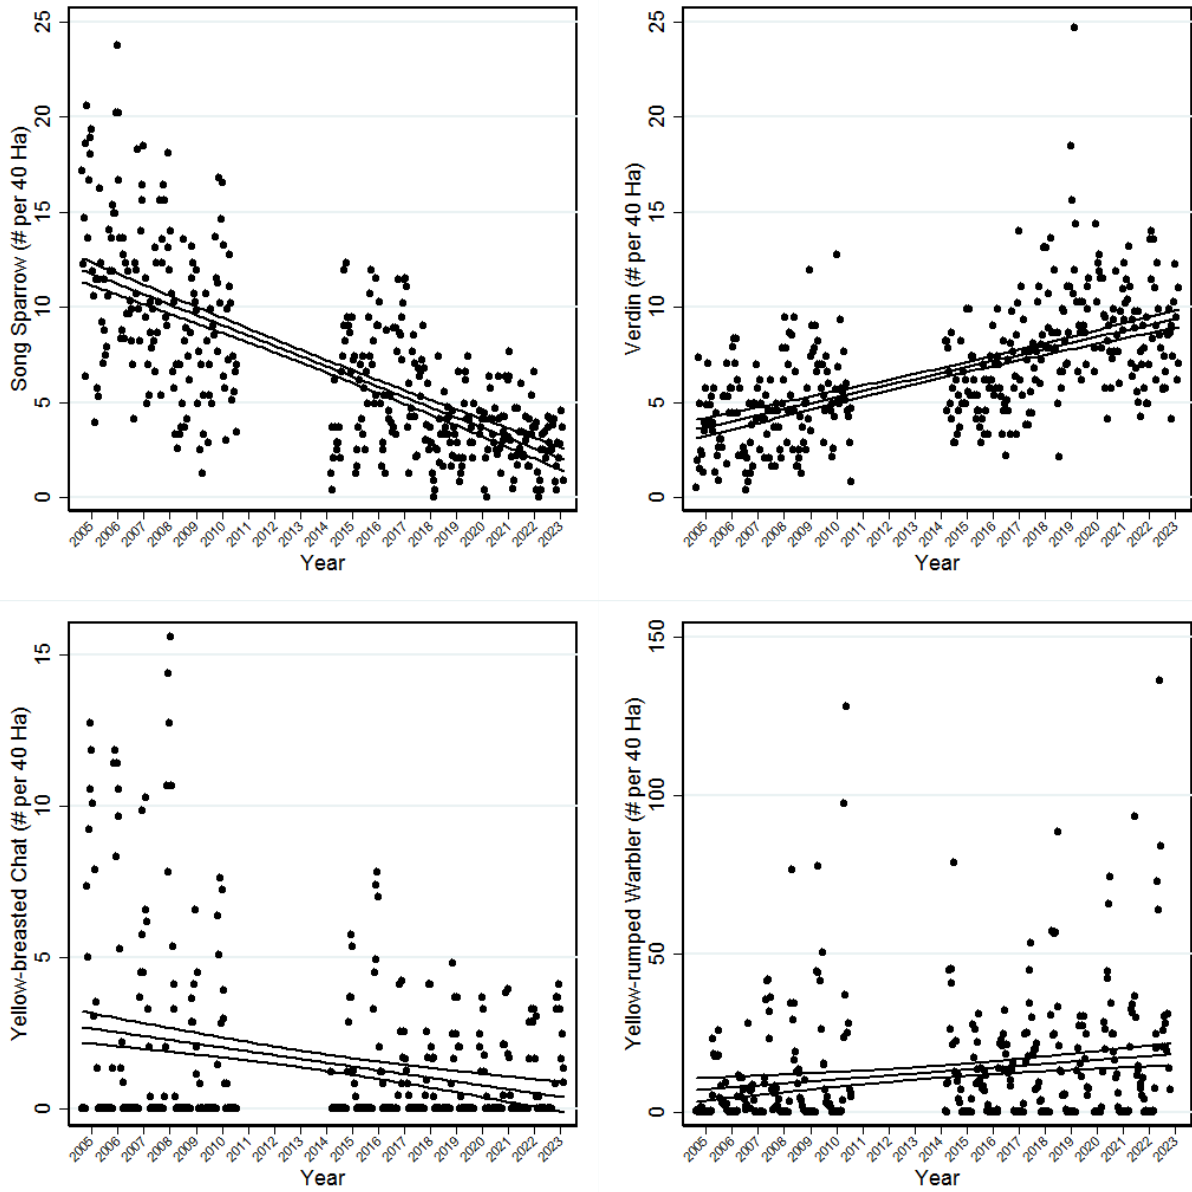 Song Sparrow (# per 40 Ha)
25
20
15
10
5
0
2005 2006 2007 2008 2009 2010 2011 2012 2013 2014 2015 2016 2017 2018 2019 2020 2021 2022 2023
Year
Verdin (# per 40 Ha)
25
20
15
10
5
0
2005 2006 2007 2008 2009 2010 2011 2012 2013 2014 2015 2016 2017 2018 2019 2020 2021 2022 2023
Year
Yellow-breasted Chat (# per 40 Ha)
15
10
5
0
2005 2006 2007 2008 2009 2010 2011 2012 2013 2014 2015 2016 2017 2018 2019 2020 2021 2022 2023
Year
Yellow-rumped Warbler (# per 40 Ha)
150
100
50
0
2005 2006 2007 2008 2009 2010 2011 2012 2013 2014 2015 2016 2017 2018 2019 2020 2021 2022 2023
Year